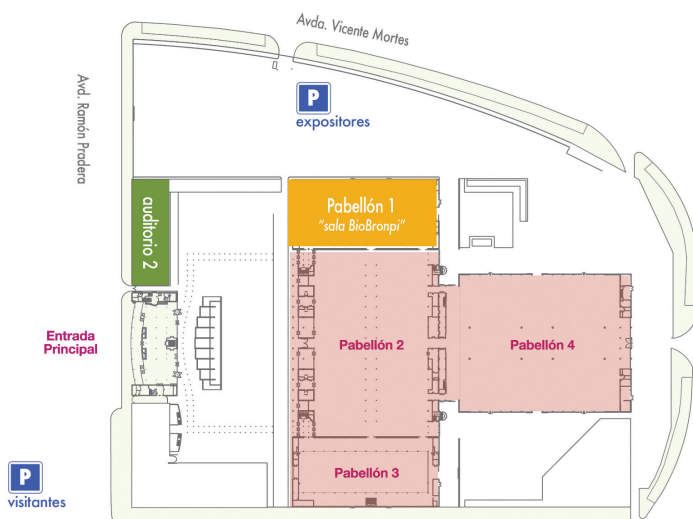 Avda. Vicente Mortes
Avd. Ramón Pradera
P
expositores
auditorio 2
Pabellón 1
"sala BioBronpi"
Entrada
Principal
Pabellón 2
Pabellón 4
Pabellón 3
P
visitantes